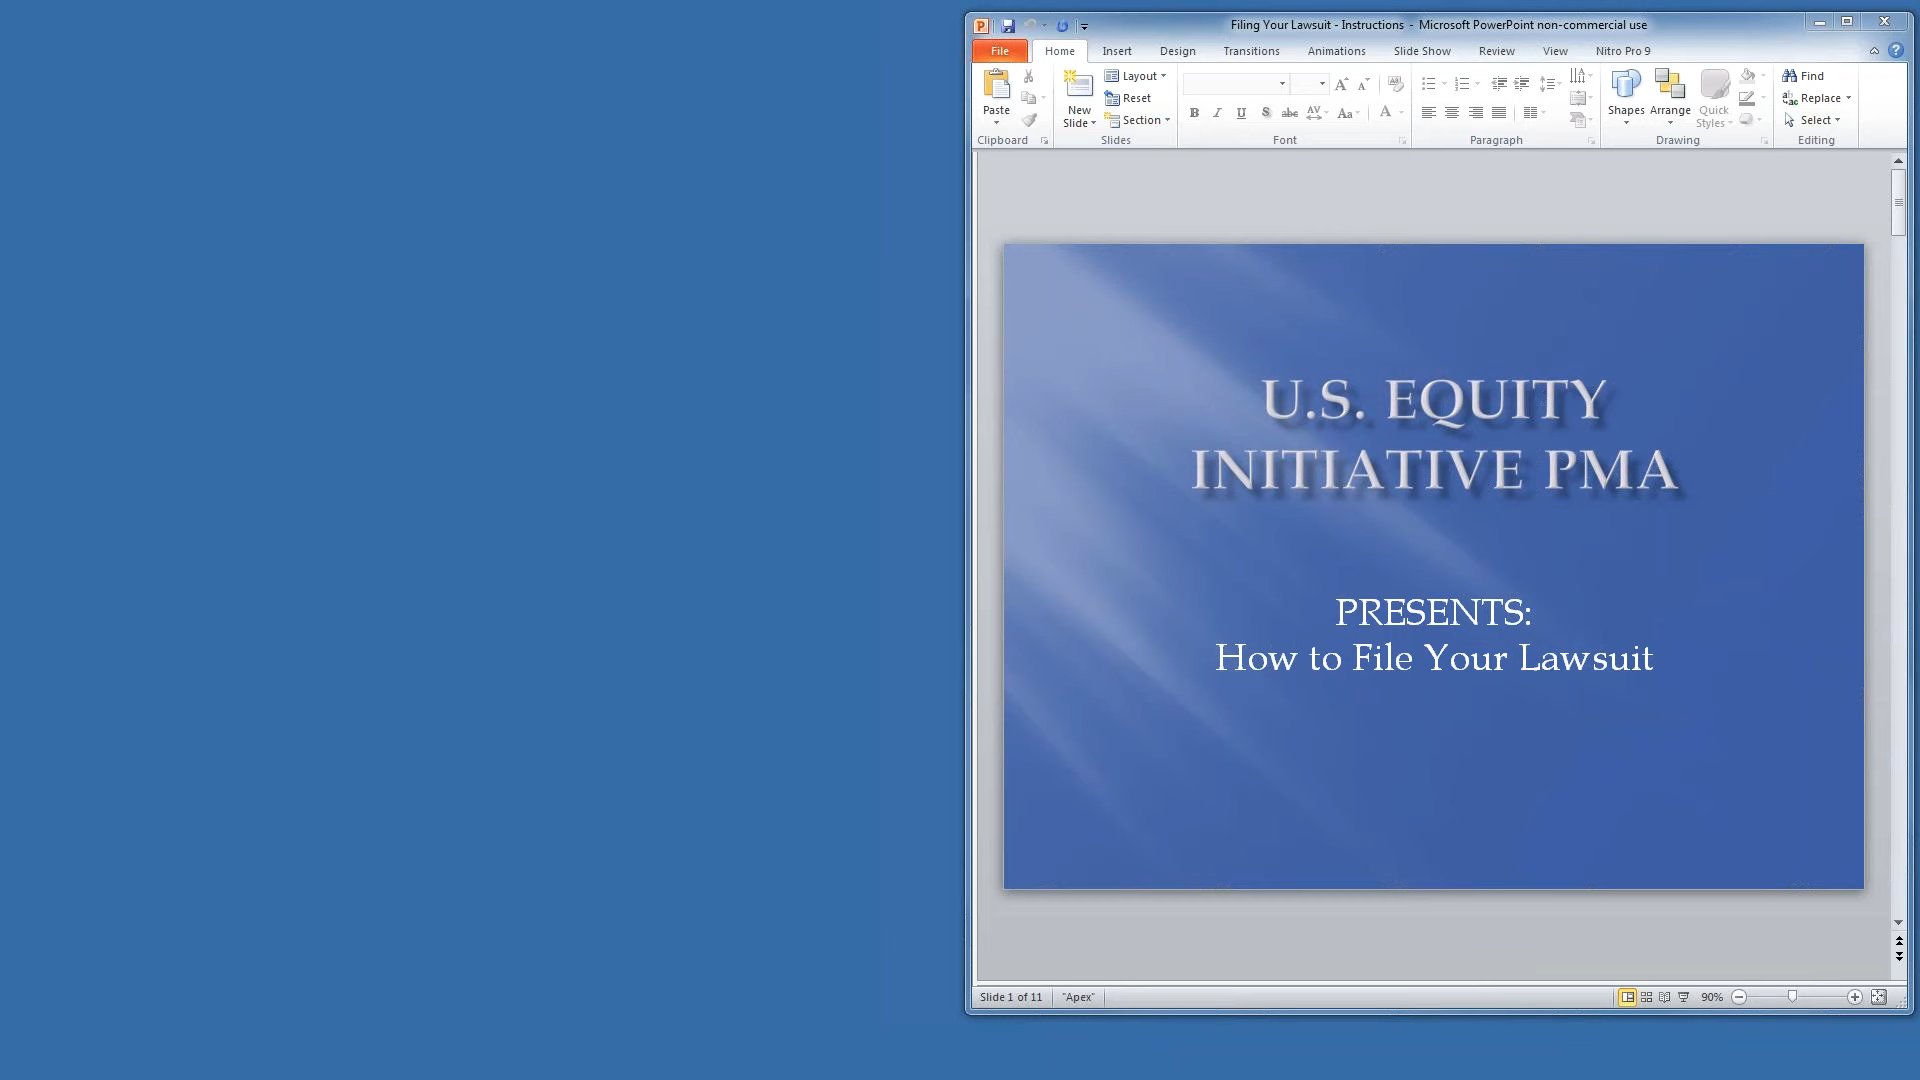 Filing Your Lawsuit - Instructions - Microsoft PowerPoint non-commercial use
File Home Insert Design Transitions Animations Slide Show Review View Nitro Pro 9
Paste
New Slide
Layout
Reset
Section
Find
Replace
Select
Shapes Arrange Quick Styles
Clipboard Slides Font Paragraph Drawing Editing
U.S. EQUITY
INITIATIVE PMA
PRESENTS:
How to File Your Lawsuit
Slide 1 of 11 "Apex" 90%